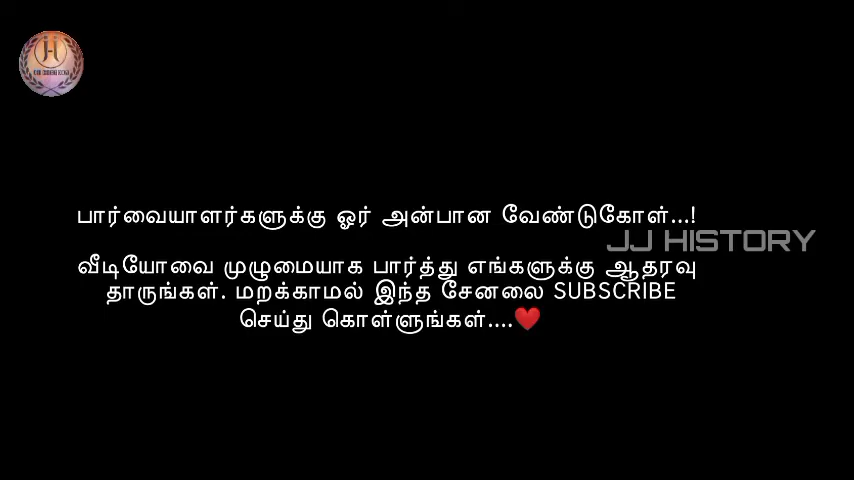 பார்வையாளர்களுக்கு ஓர் அன்பான வேண்டுகோள்...!
JJ HISTORY
வீடியோவை முழுமையாக பார்த்து எங்களுக்கு ஆதரவு
தாருங்கள். மறக்காமல் இந்த சேனலை SUBSCRIBE
செய்து கொள்ளுங்கள்....❤️